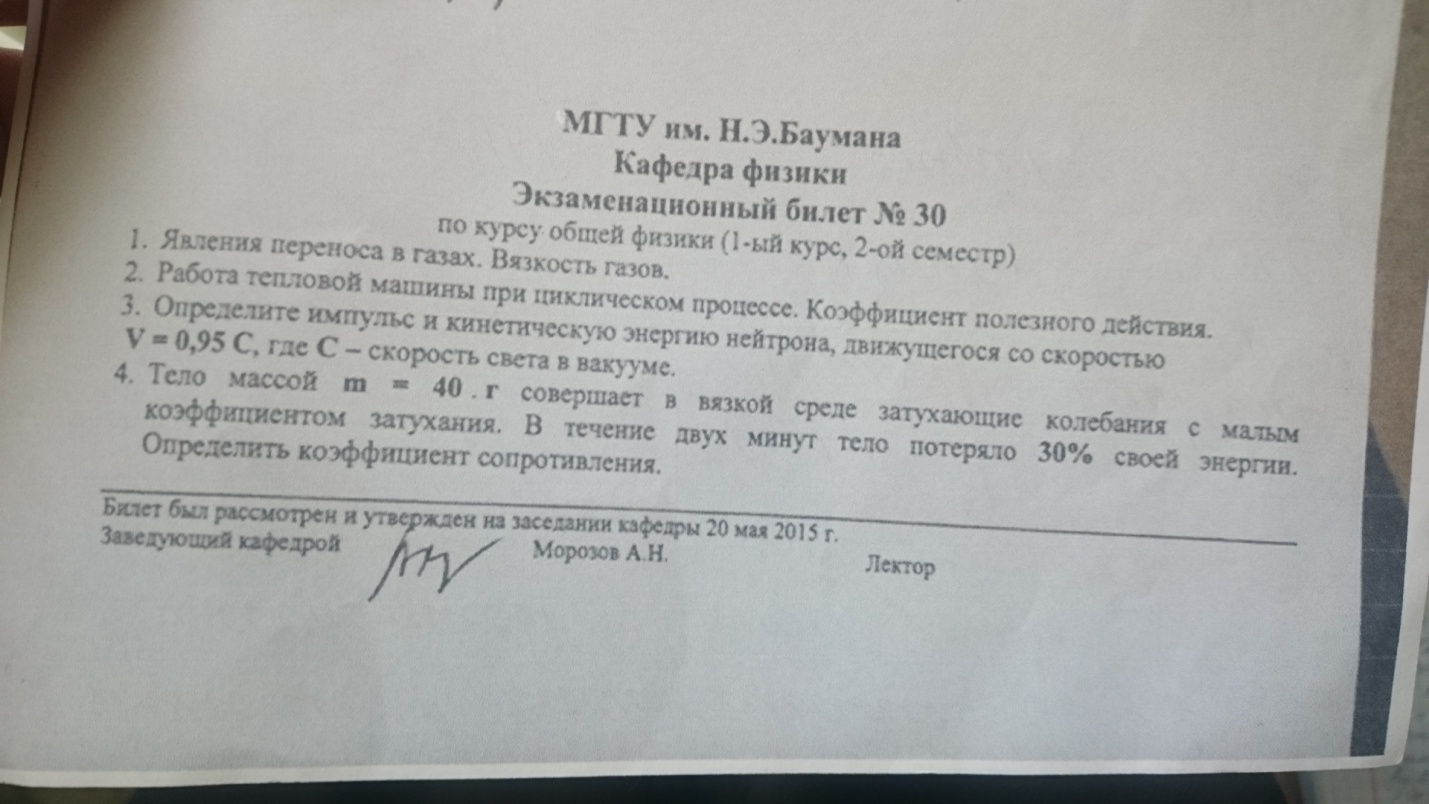 МГТУ им. Н.Э.Баумана
Кафедра физики
Экзаменационный билет № 30
по курсу общей физики (1-ый курс, 2-ой семестр)
1. Явления переноса в газах. Вязкость газов.
2. Работа тепловой машины при циклическом процессе. Коэффициент полезного действия.
3. Определите импульс и кинетическую энергию нейтрона, движущегося со скоростью
V = 0,95 С, где С – скорость света в вакууме.
4. Тело массой m = 40 . г совершает в вязкой среде затухающие колебания с малым
коэффициентом затухания. В течение двух минут тело потеряло 30% своей энергии.
Определить коэффициент сопротивления.
Билет был рассмотрен и утвержден на заседании кафедры 20 мая 2015 г.
Заведующий кафедрой Морозов А.Н. Лектор